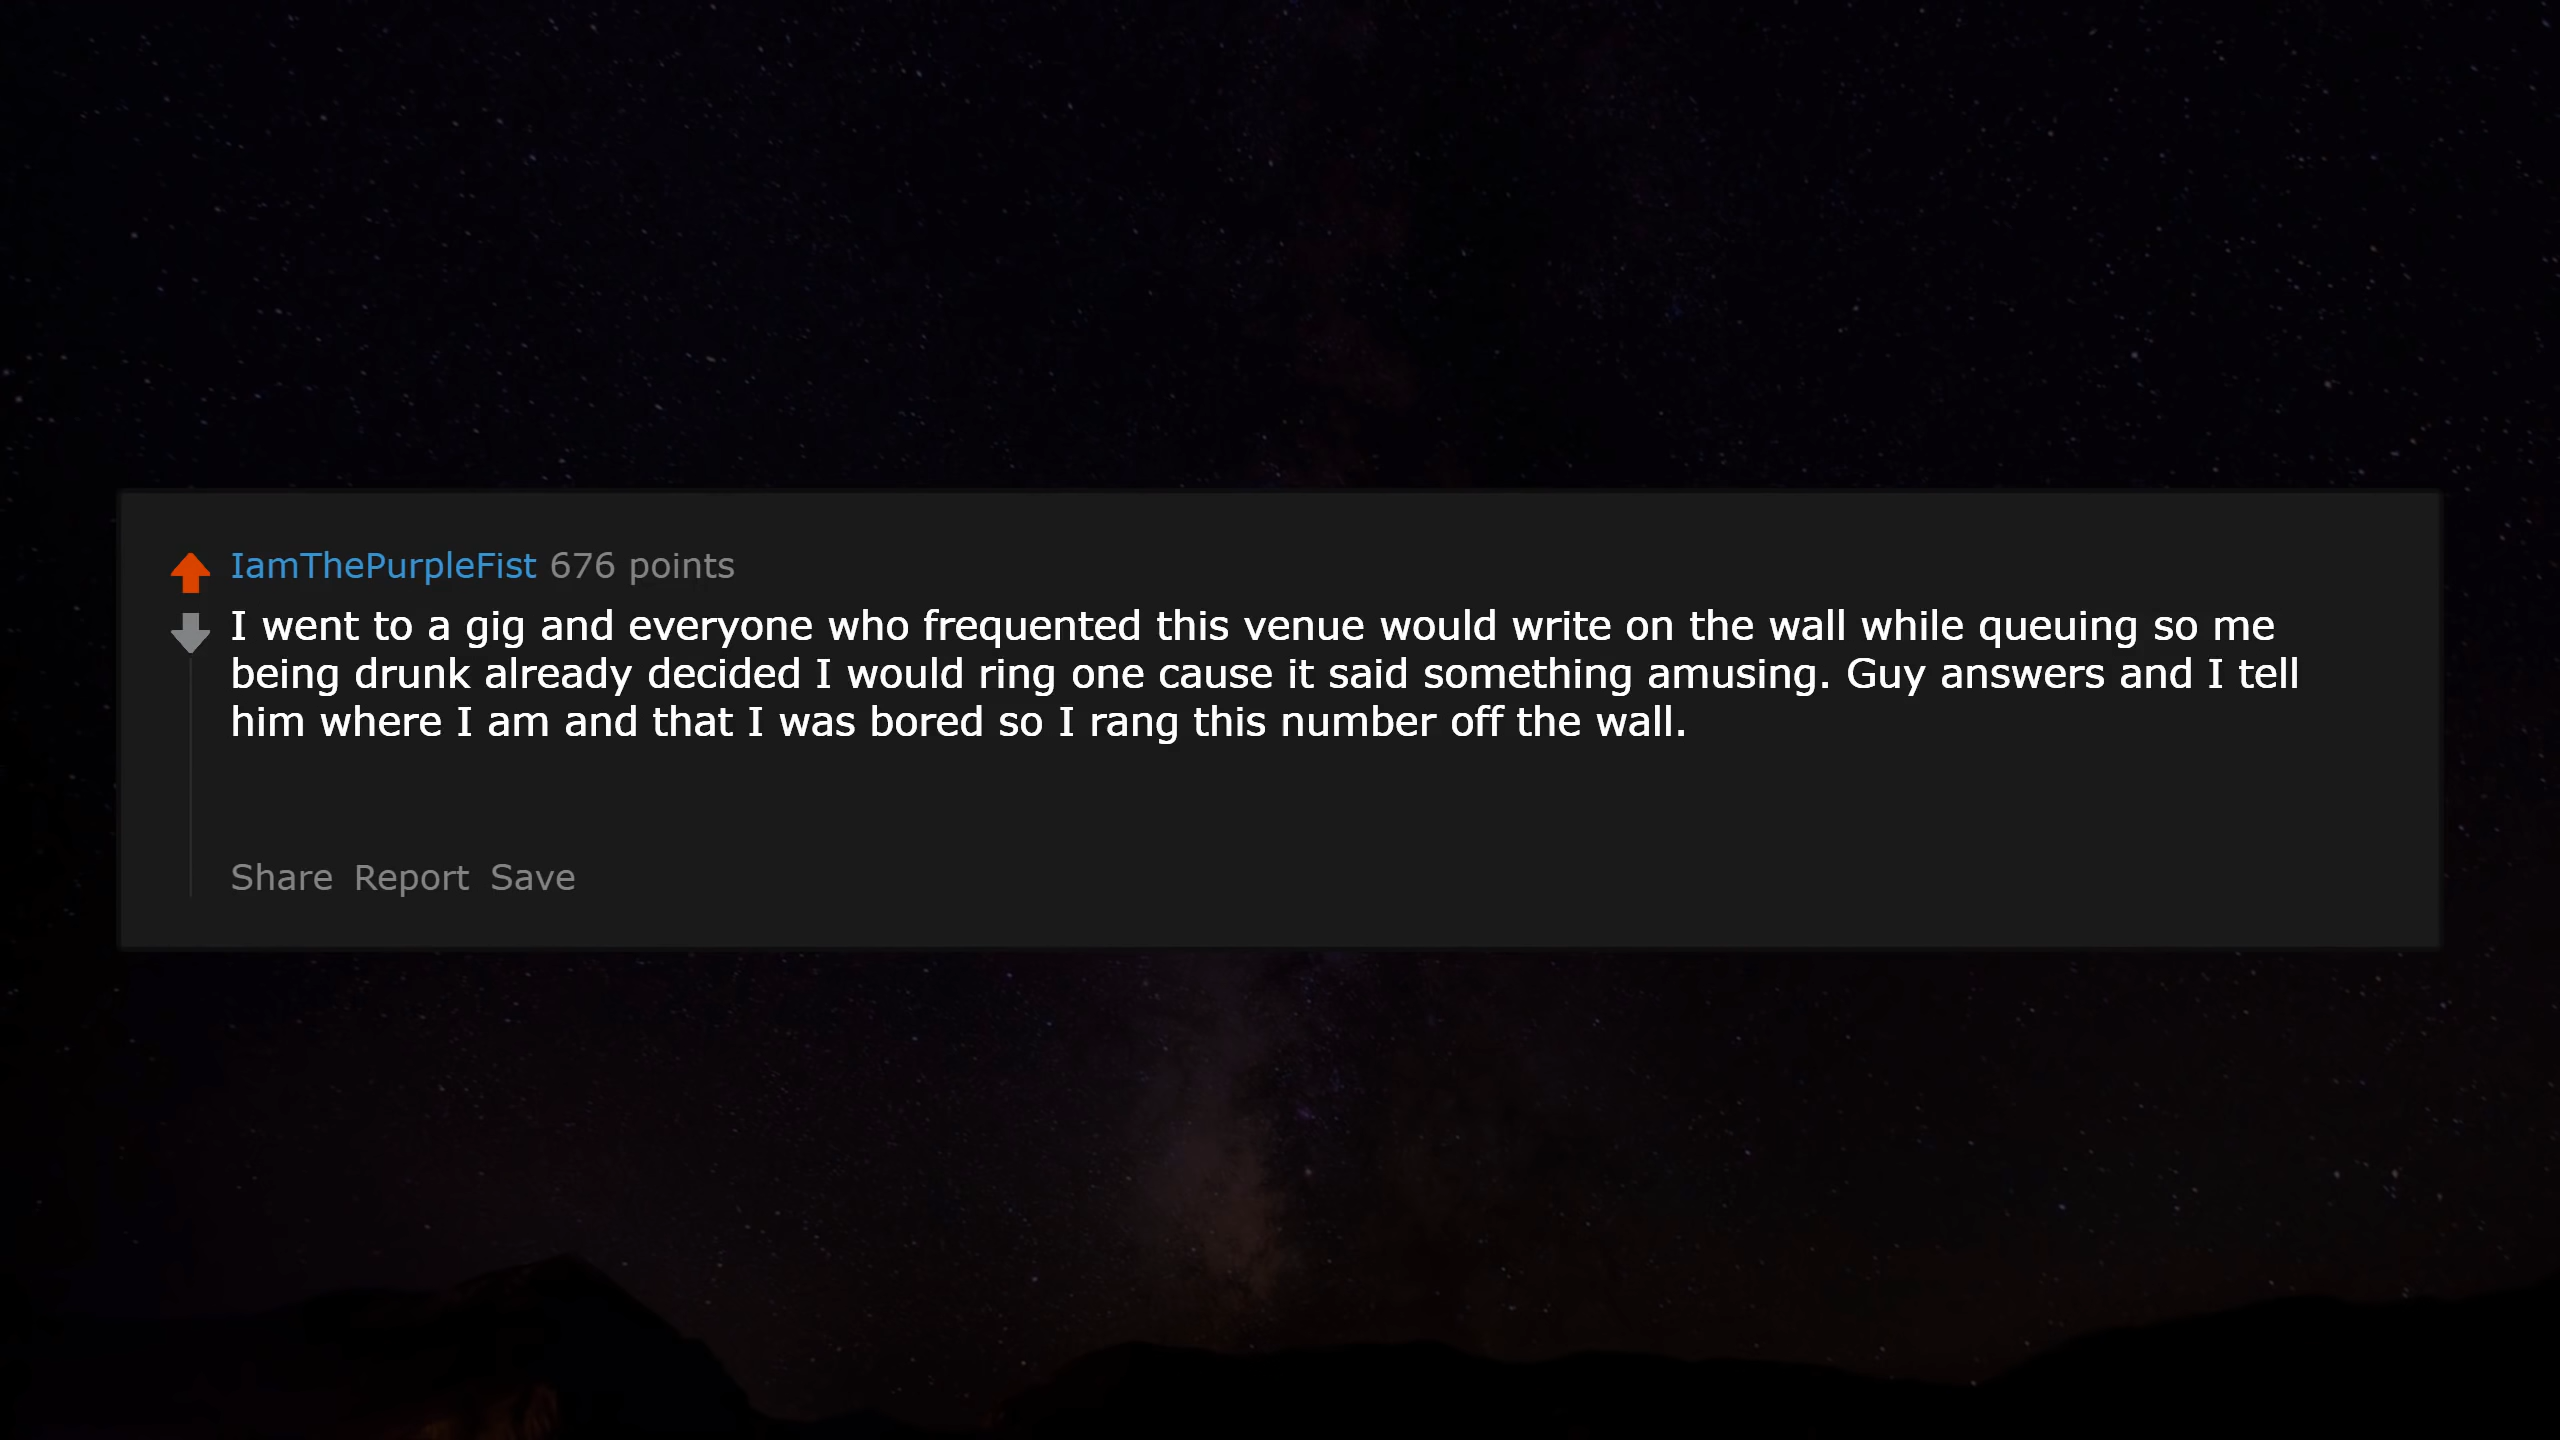 IamThePurpleFist 676 points
I went to a gig and everyone who frequented this venue would write on the wall while queuing so me
being drunk already decided I would ring one cause it said something amusing. Guy answers and I tell
him where I am and that I was bored so I rang this number off the wall.
Share Report Save